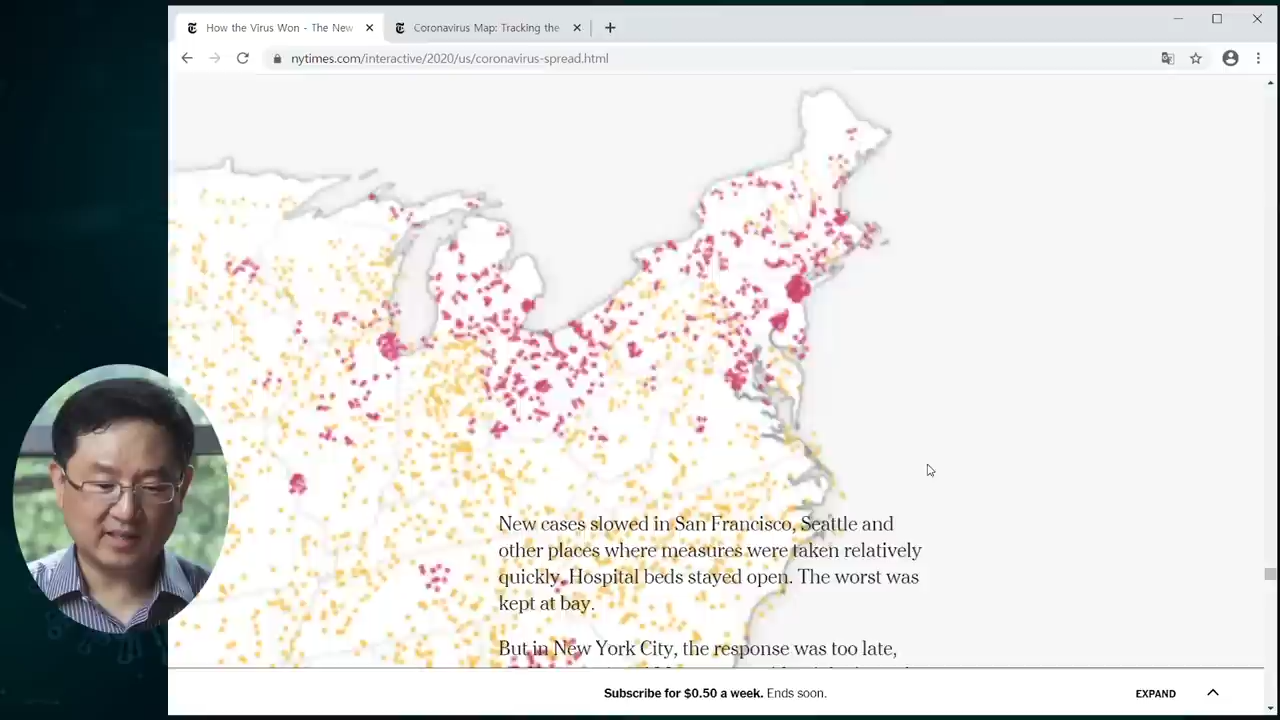 How the Virus Won - The New
Coronavirus Map: Tracking the
nytimes.com/interactive/2020/us/coronavirus-spread.html
New cases slowed in San Francisco, Seattle and
other places where measures were taken relatively
quickly. Hospital beds stayed open. The worst was
kept at bay.
But in New York City, the response was too late,
Subscribe for $0.50 a week. Ends soon.
EXPAND